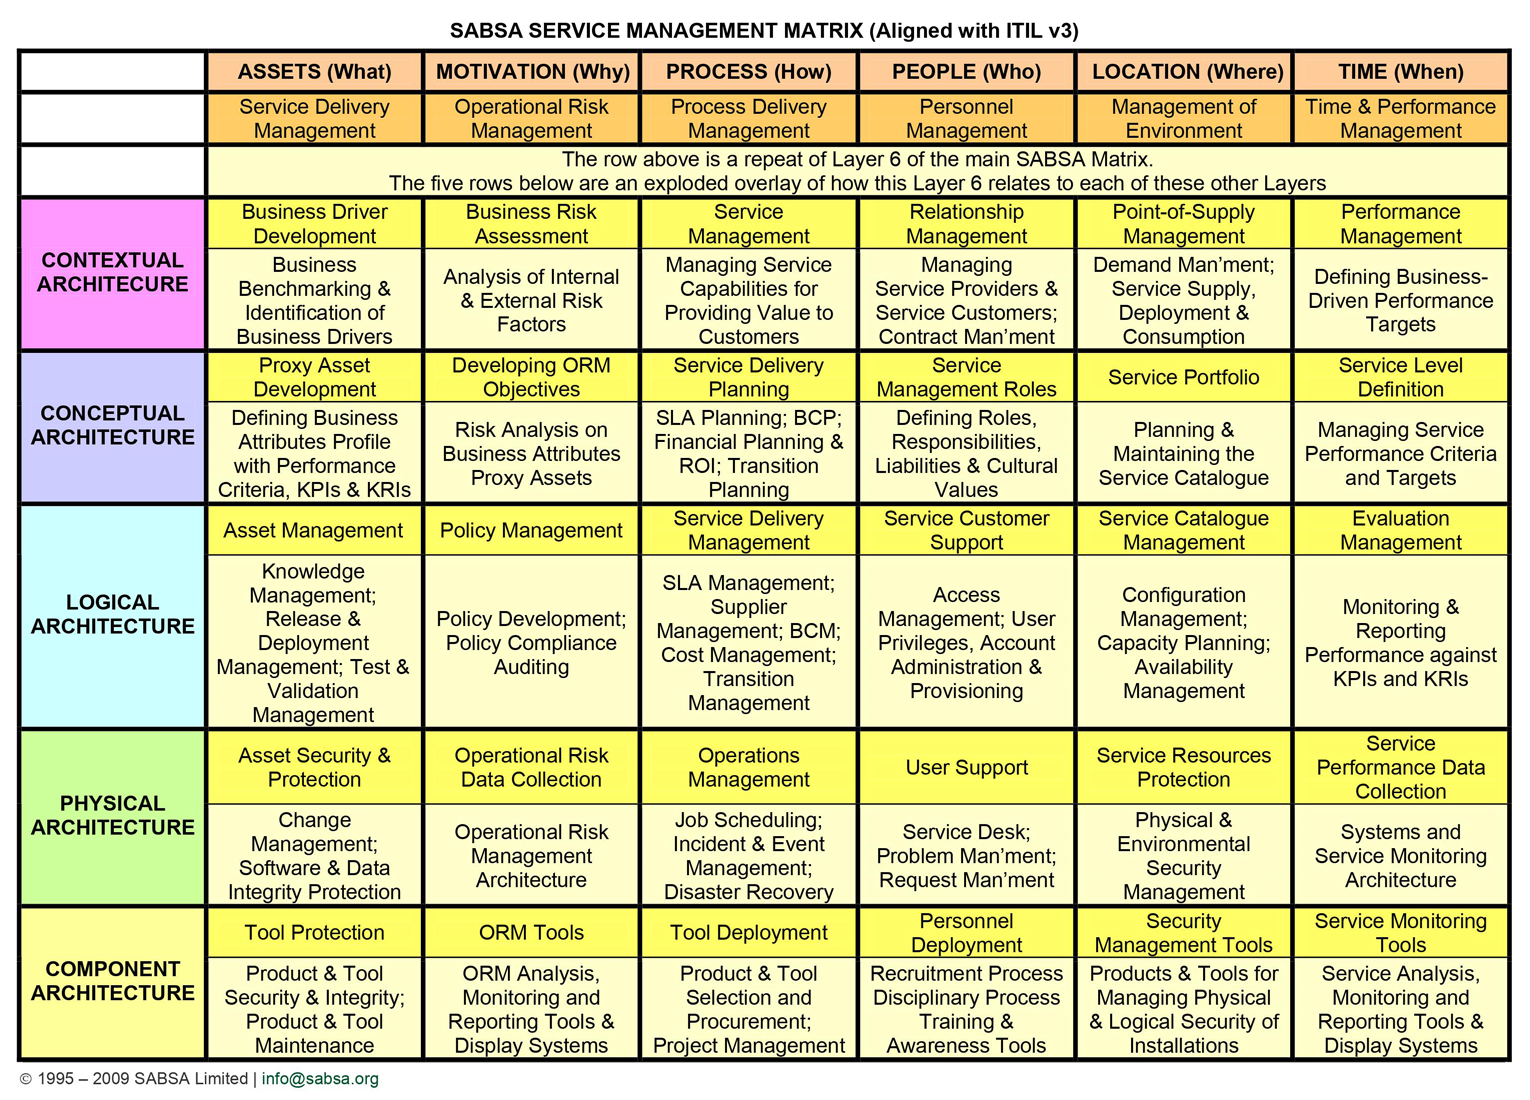 SABSA SERVICE MANAGEMENT MATRIX (Aligned with ITIL v3)
ASSETS (What)
MOTIVATION (Why)
PROCESS (How)
PEOPLE (Who)
LOCATION (Where)
TIME (When)
Service Delivery
Management
Operational Risk
Management
Process Delivery
Management
Personnel
Management
Management of
Environment
Time & Performance
Management
The row above is a repeat of Layer 6 of the main SABSA Matrix.
The five rows below are an exploded overlay of how this Layer 6 relates to each of these other Layers
CONTEXTUAL
ARCHITECURE
Business Driver
Development
Business Risk
Assessment
Service
Management
Relationship
Management
Point-of-Supply
Management
Performance
Management
Business
Benchmarking &
Identification of
Business Drivers
Analysis of Internal
& External Risk
Factors
Managing Service
Capabilities for
Providing Value to
Customers
Managing
Service Providers &
Service Customers;
Contract Man’ment
Demand Man’ment;
Service Supply,
Deployment &
Consumption
Defining Business-
Driven Performance
Targets
CONCEPTUAL
ARCHITECTURE
Proxy Asset
Development
Developing ORM
Objectives
Service Delivery
Planning
Service
Management Roles
Service Portfolio
Service Level
Definition
Defining Business
Attributes Profile
with Performance
Criteria, KPIs & KRIs
Risk Analysis on
Business Attributes
Proxy Assets
SLA Planning; BCP;
Financial Planning &
ROI; Transition
Planning
Defining Roles,
Responsibilities,
Liabilities & Cultural
Values
Planning &
Maintaining the
Service Catalogue
Managing Service
Performance Criteria
and Targets
LOGICAL
ARCHITECTURE
Asset Management
Policy Management
Service Delivery
Management
Service Customer
Support
Service Catalogue
Management
Evaluation
Management
Knowledge
Management;
Release &
Deployment
Management; Test &
Validation
Management
Policy Development;
Policy Compliance
Auditing
SLA Management;
Supplier
Management; BCM;
Cost Management;
Transition
Management
Access
Management; User
Privileges, Account
Administration &
Provisioning
Configuration
Management;
Capacity Planning;
Availability
Management
Monitoring &
Reporting
Performance against
KPIs and KRIs
PHYSICAL
ARCHITECTURE
Asset Security &
Protection
Operational Risk
Data Collection
Operations
Management
User Support
Service Resources
Protection
Service
Performance Data
Collection
Change
Management;
Software & Data
Integrity Protection
Operational Risk
Management
Architecture
Job Scheduling;
Incident & Event
Management;
Disaster Recovery
Service Desk;
Problem Man’ment;
Request Man’ment
Physical &
Environmental
Security
Management
Systems and
Service Monitoring
Architecture
COMPONENT
ARCHITECTURE
Tool Protection
ORM Tools
Tool Deployment
Personnel
Deployment
Security
Management Tools
Service Monitoring
Tools
Product & Tool
Security & Integrity;
Product & Tool
Maintenance
ORM Analysis,
Monitoring and
Reporting Tools &
Display Systems
Product & Tool
Selection and
Procurement;
Project Management
Recruitment Process
Disciplinary Process
Training &
Awareness Tools
Products & Tools for
Managing Physical
& Logical Security of
Installations
Service Analysis,
Monitoring and
Reporting Tools &
Display Systems
© 1995 – 2009 SABSA Limited | info@sabsa.org